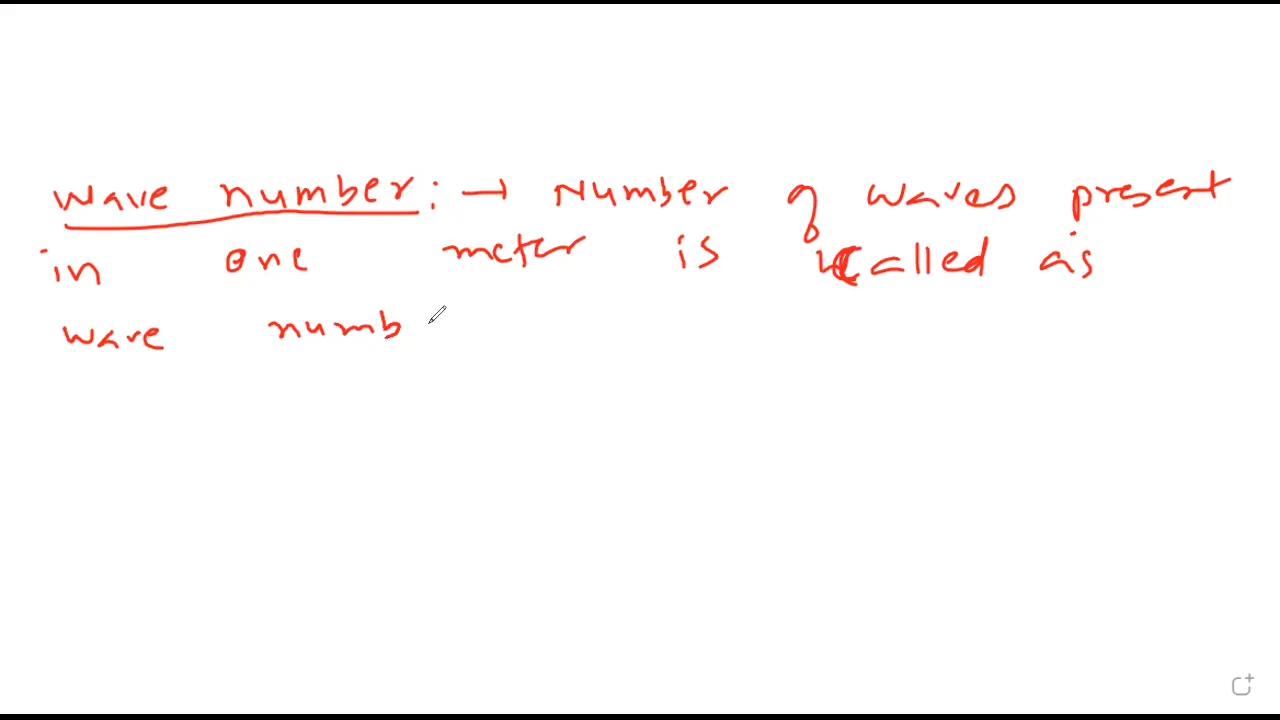 wave number : → Number of waves present
in one meter is called as
wave numb